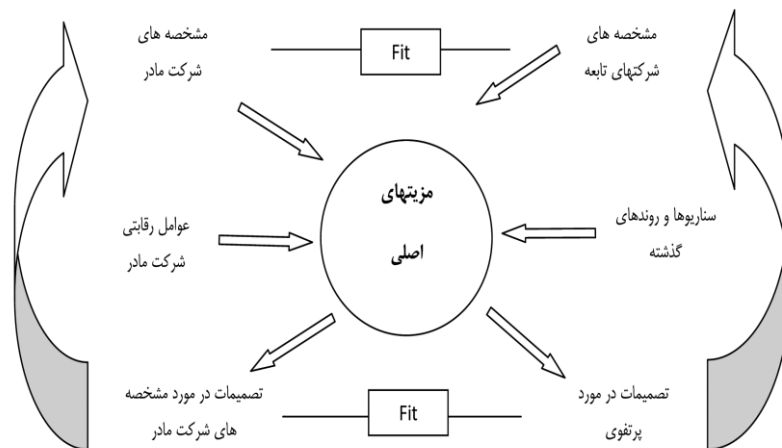 مشخصه های
شرکتهای تابعه
Fit
مشخصه های
شرکت مادر
مزیتهای
اصلی
سناریوها و روندهای
گذشته
عوامل رقابتی
شرکت مادر
تصمیمات در مورد
پرتفوی
Fit
تصمیمات در مورد مشخصه
های شرکت مادر